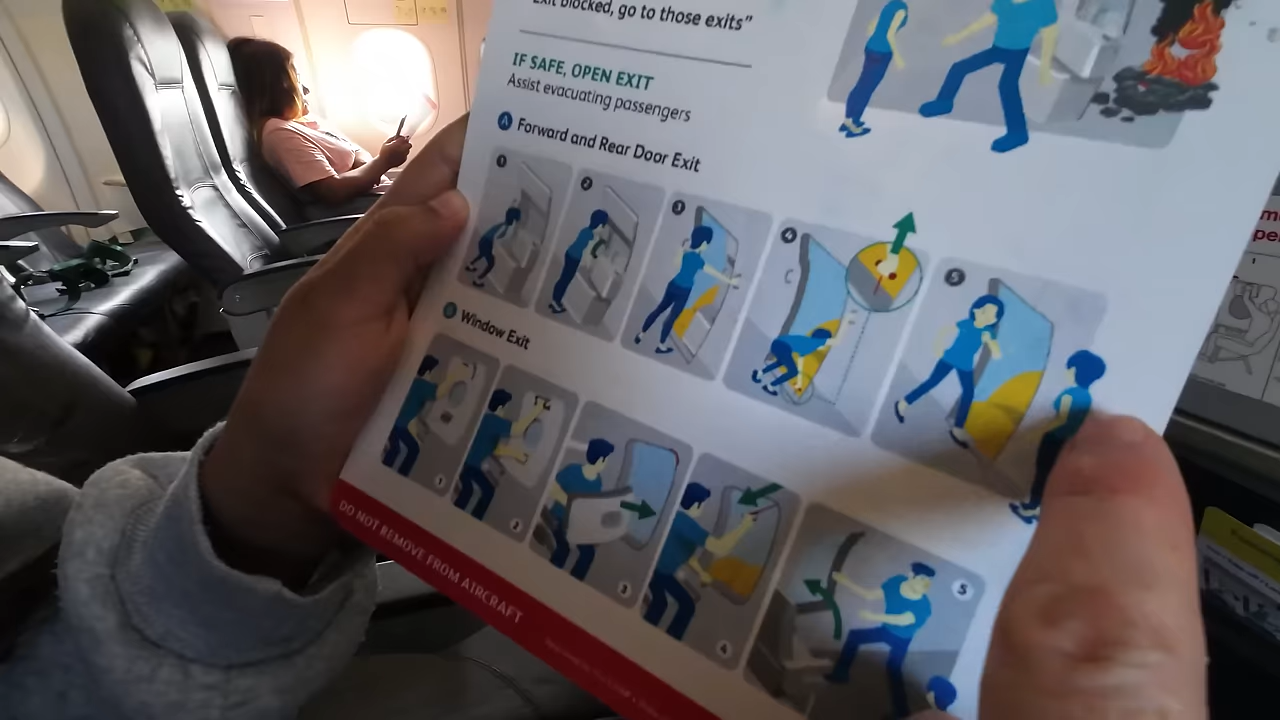 Exit blocked, go to those exits"
IF SAFE, OPEN EXIT
Assist evacuating passengers
A Forward and Rear Door Exit
1 2 3 4 5
Window Exit
1 2 3 4 5
DO NOT REMOVE FROM AIRCRAFT
1